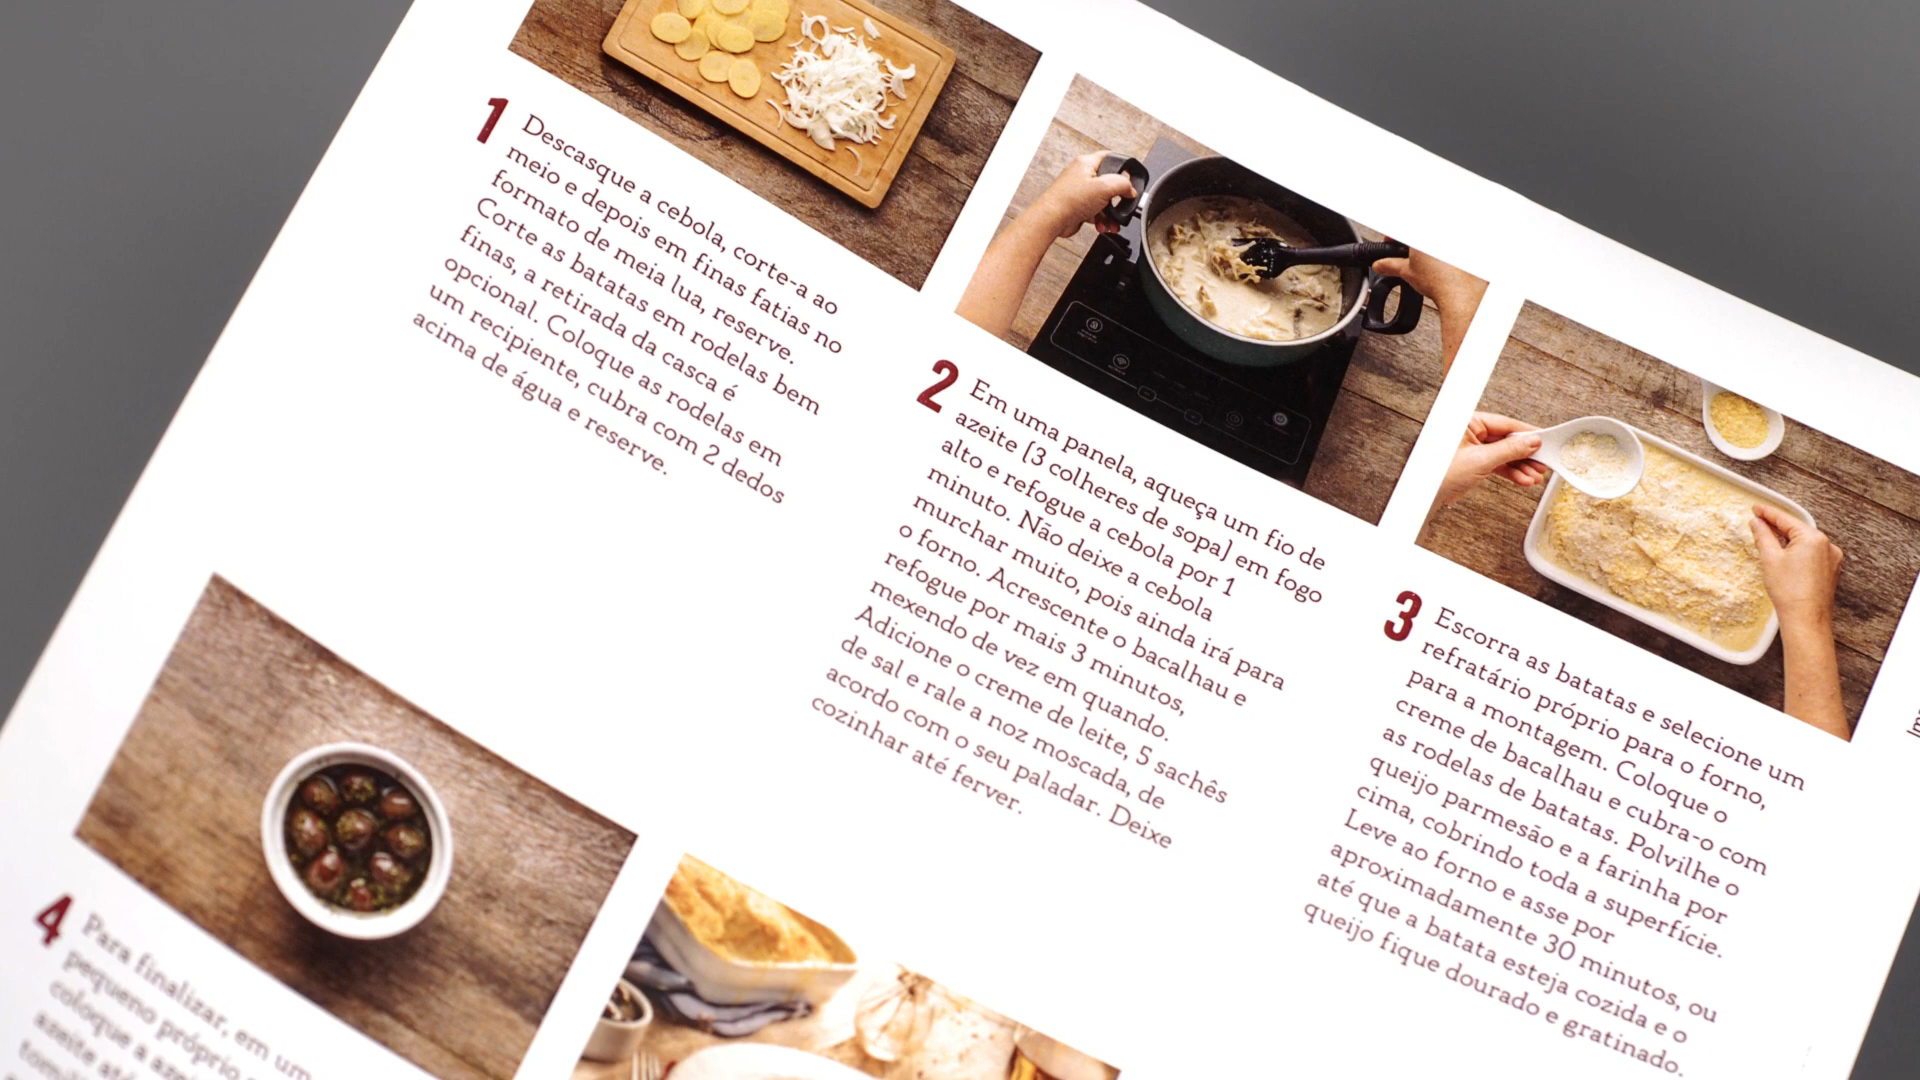 1
Descasque a cebola, corte-a ao
meio e depois em finas fatias no
formato de meia lua, reserve.
Corte as batatas em rodelas bem
finas, a retirada da casca é
opcional. Coloque as rodelas em
um recipiente, cubra com 2 dedos
acima de água e reserve.
2
Em uma panela, aqueça um fio de
azeite (3 colheres de sopa) em fogo
alto e refogue a cebola por 1
minuto. Não deixe a cebola
murchar muito, pois ainda irá para
o forno. Acrescente o bacalhau e
refogue por mais 3 minutos,
mexendo de vez em quando.
Adicione o creme de leite, 5 sachês
de sal e rale a noz moscada, de
acordo com o seu paladar. Deixe
cozinhar até ferver.
3
Escorra as batatas e selecione um
refratário próprio para o forno,
para a montagem. Coloque o
creme de bacalhau e cubra-o com
as rodelas de batatas. Polvilhe o
queijo parmesão e a farinha por
cima, cobrindo toda a superfície.
Leve ao forno e asse por
aproximadamente 30 minutos, ou
até que a batata esteja cozida e o
queijo fique dourado e gratinado.
4
Para finalizar, em um
pequeno próprio
coloque a
azeite até